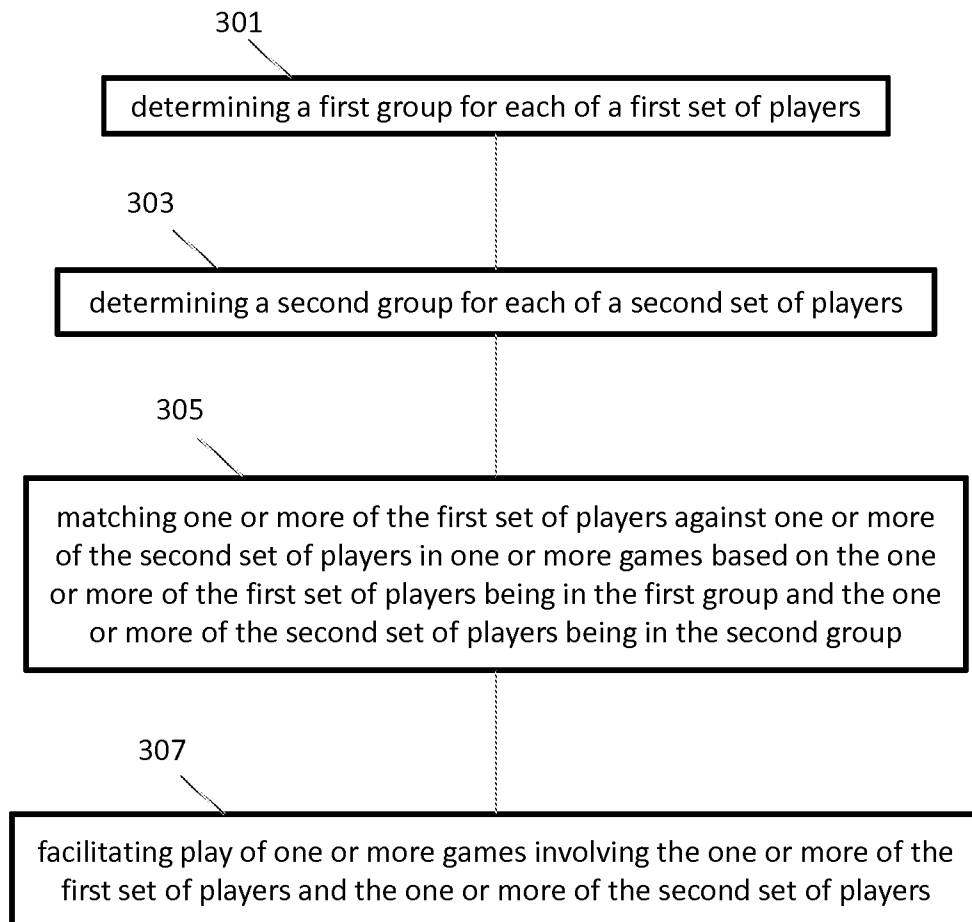 301
determining a first group for each of a first set of players
303
determining a second group for each of a second set of players
305
matching one or more of the first set of players against one or more
of the second set of players in one or more games based on the one
or more of the first set of players being in the first group and the one
or more of the second set of players being in the second group
307
facilitating play of one or more games involving the one or more of the
first set of players and the one or more of the second set of players